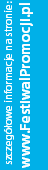 szczegółowe informacje na stronie:
www.FestiwalPromocji.pl